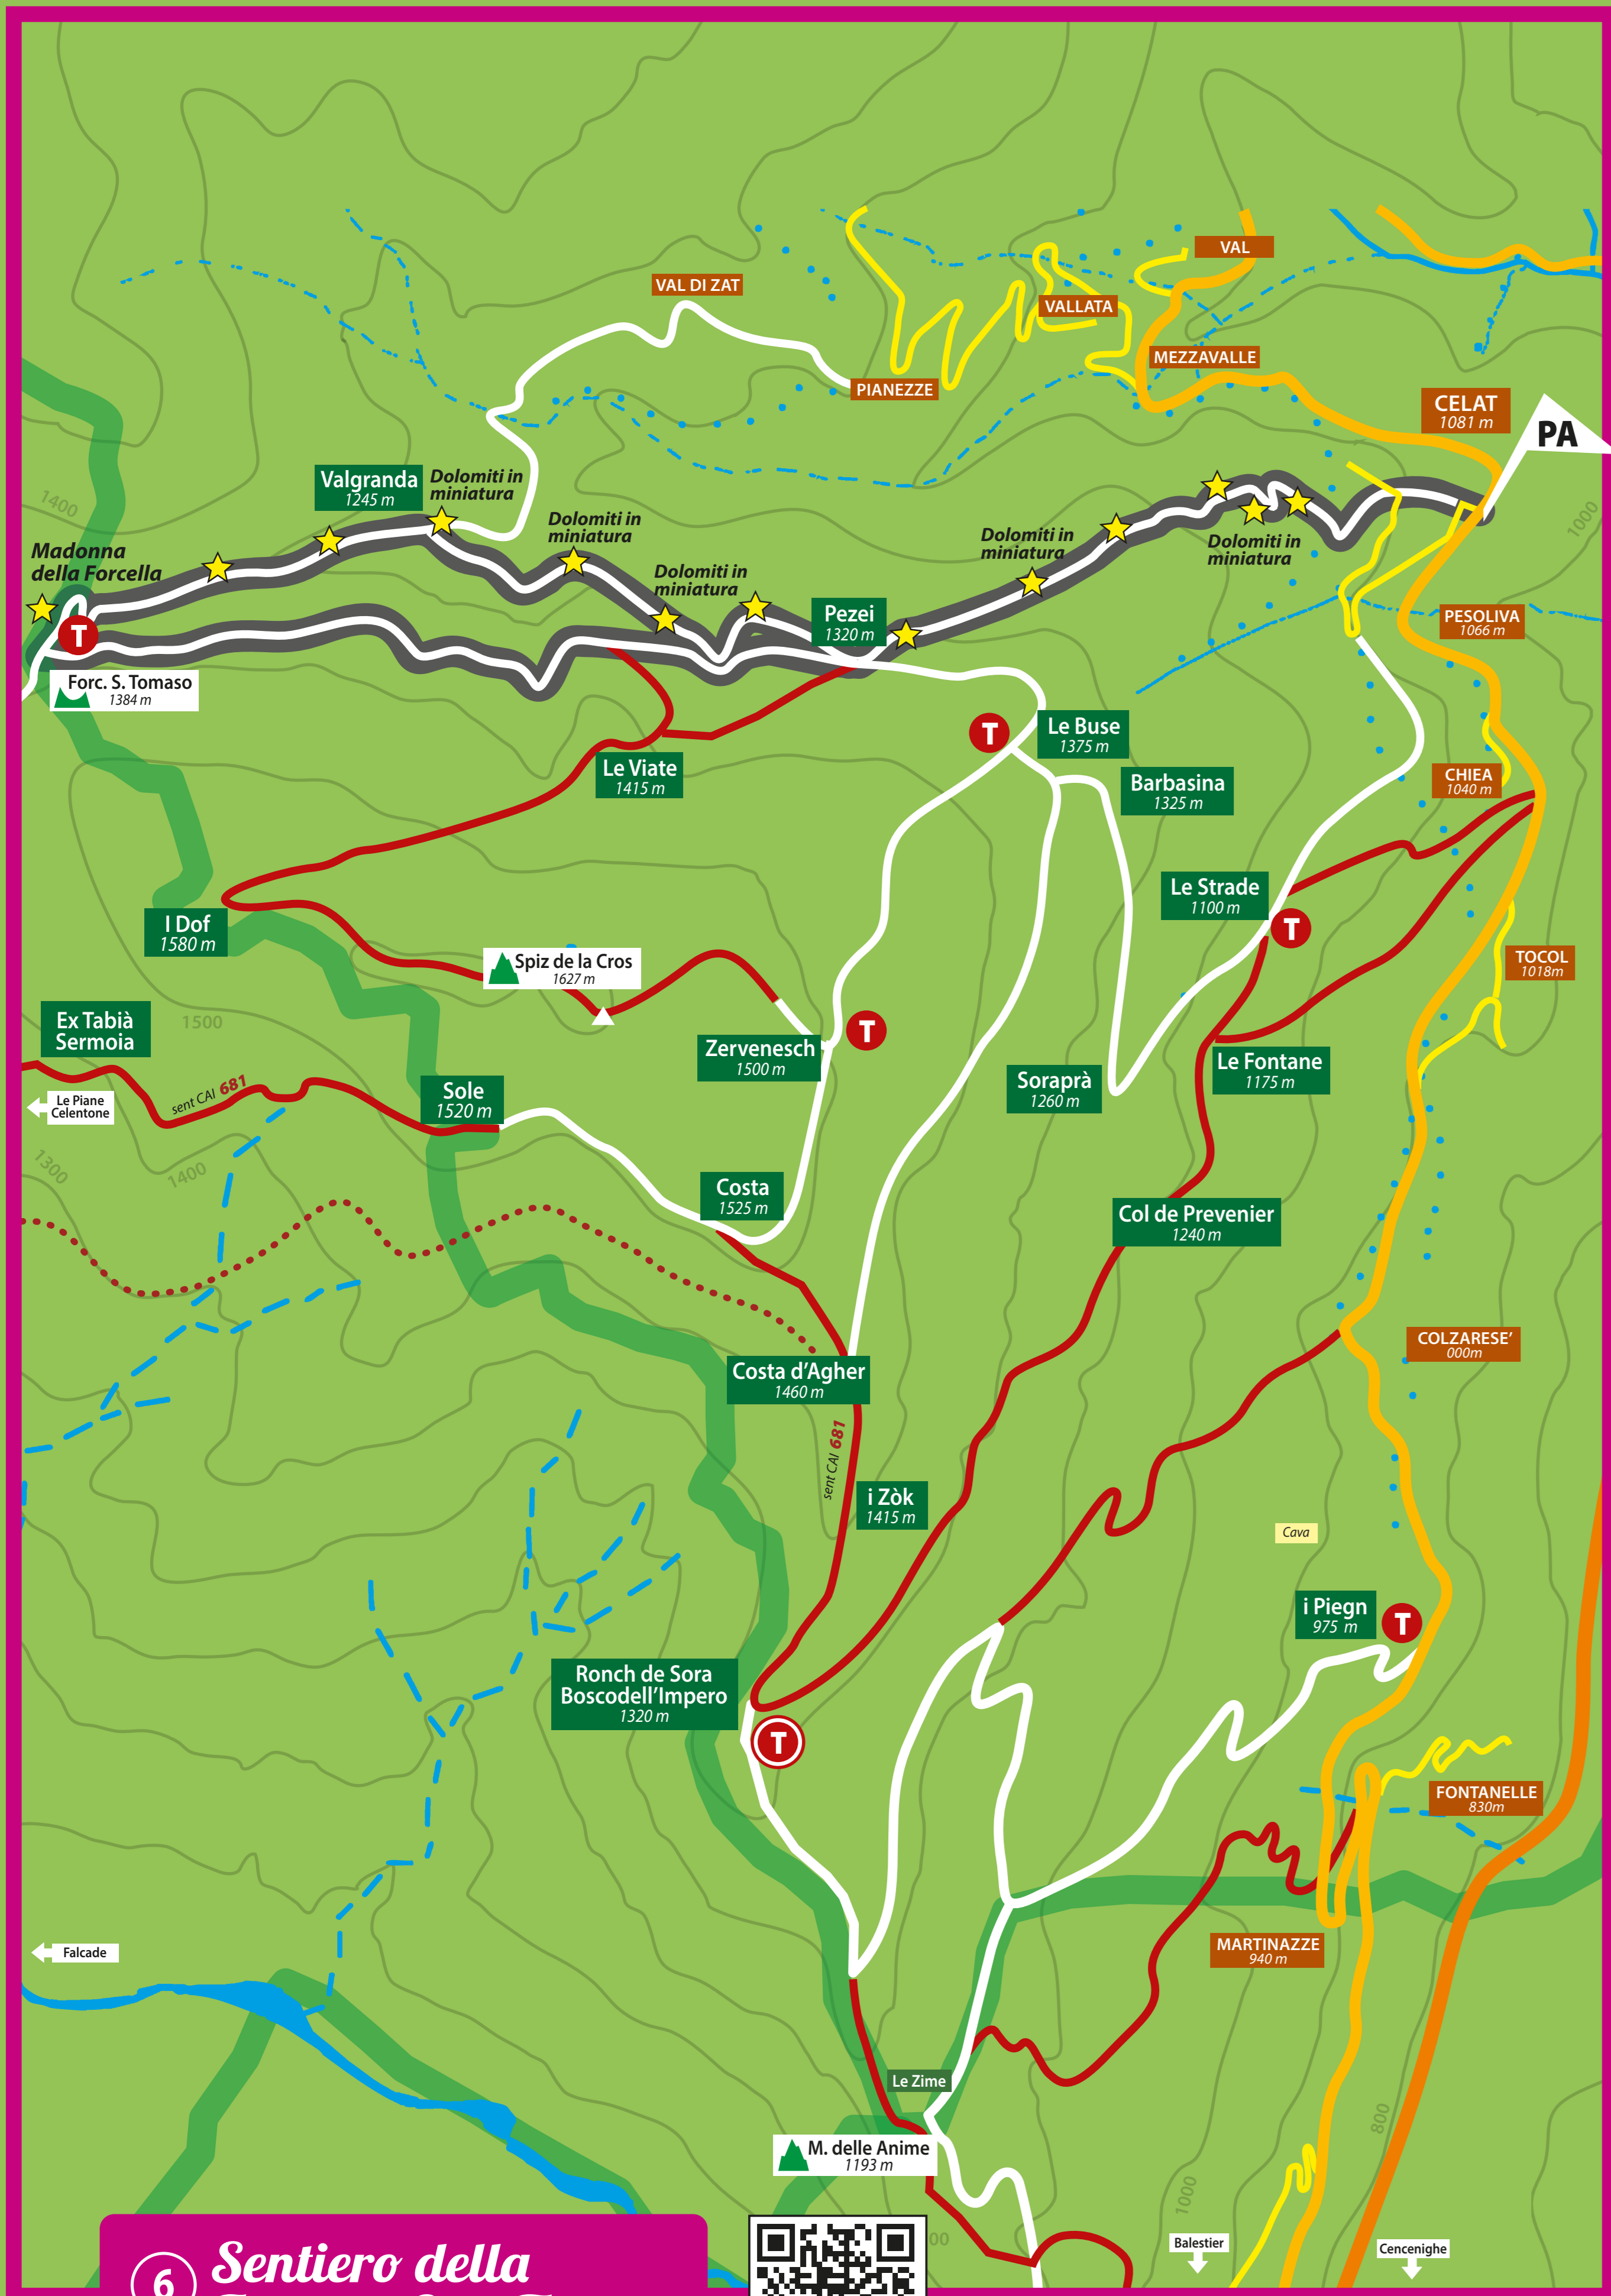 VAL
VAL DI ZAT
VALLATA
MEZZAVALLE
PIANEZZE
CELAT
1081 m
PA
Valgranda
1245 m
Dolomiti in
miniatura
1400
1000
Dolomiti in
miniatura
Dolomiti in
miniatura
Dolomiti in
miniatura
Madonna
della Forcella
Dolomiti in
miniatura
Pezei
1320 m
PESOLIVA
1066 m
T
Forc. S. Tomaso
1384 m
T
Le Buse
1375 m
Le Viate
1415 m
Barbasina
1325 m
CHIEA
1040 m
Le Strade
1100 m
T
I Dof
1580 m
Spiz de la Cros
1627 m
TOCOL
1018m
Ex Tabià
Sermoia
1500
T
Zervenesch
1500 m
Le Fontane
1175 m
Soraprà
1260 m
Sole
1520 m
sent CAI 681
Le Piane
Celentone
1300
1400
Costa
1525 m
Col de Prevenier
1240 m
COLZARESE’
000m
Costa d’Agher
1460 m
sent CAI 681
i Zòk
1415 m
Cava
i Piegn
975 m
T
Ronch de Sora
Boscodell’Impero
1320 m
T
FONTANELLE
830m
MARTINAZZE
940 m
Falcade
Le Zime
M. delle Anime
1193 m
800
1000
00
Balestier
Cencenighe
6
Sentiero della